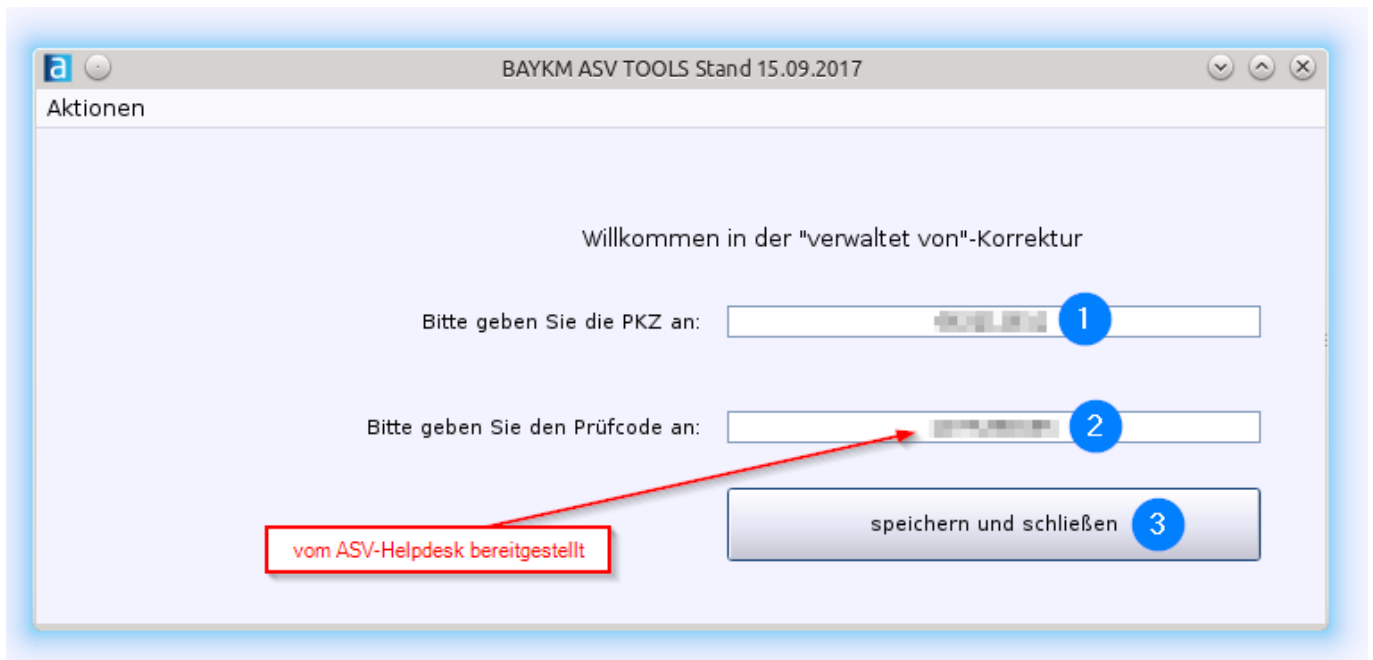 a
BAYKM ASV TOOLS Stand 15.09.2017
Aktionen
Willkommen in der "verwaltet von"-Korrektur
Bitte geben Sie die PKZ an:
1
Bitte geben Sie den Prüfcode an:
2
speichern und schließen 3
vom ASV-Helpdesk bereitgestellt